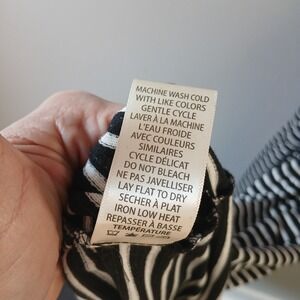 MACHINE WASH COLD
WITH LIKE COLORS
GENTLE CYCLE
LAVER À LA MACHINE
L'EAU FROIDE
AVEC COULEURS
SIMILAIRES
CYCLE DÉLICAT
DO NOT BLEACH
NE PAS JAVELLISER
LAY FLAT TO DRY
SECHER À PLAT
IRON LOW HEAT
REPASSER À BASSE
TEMPÉRATURE